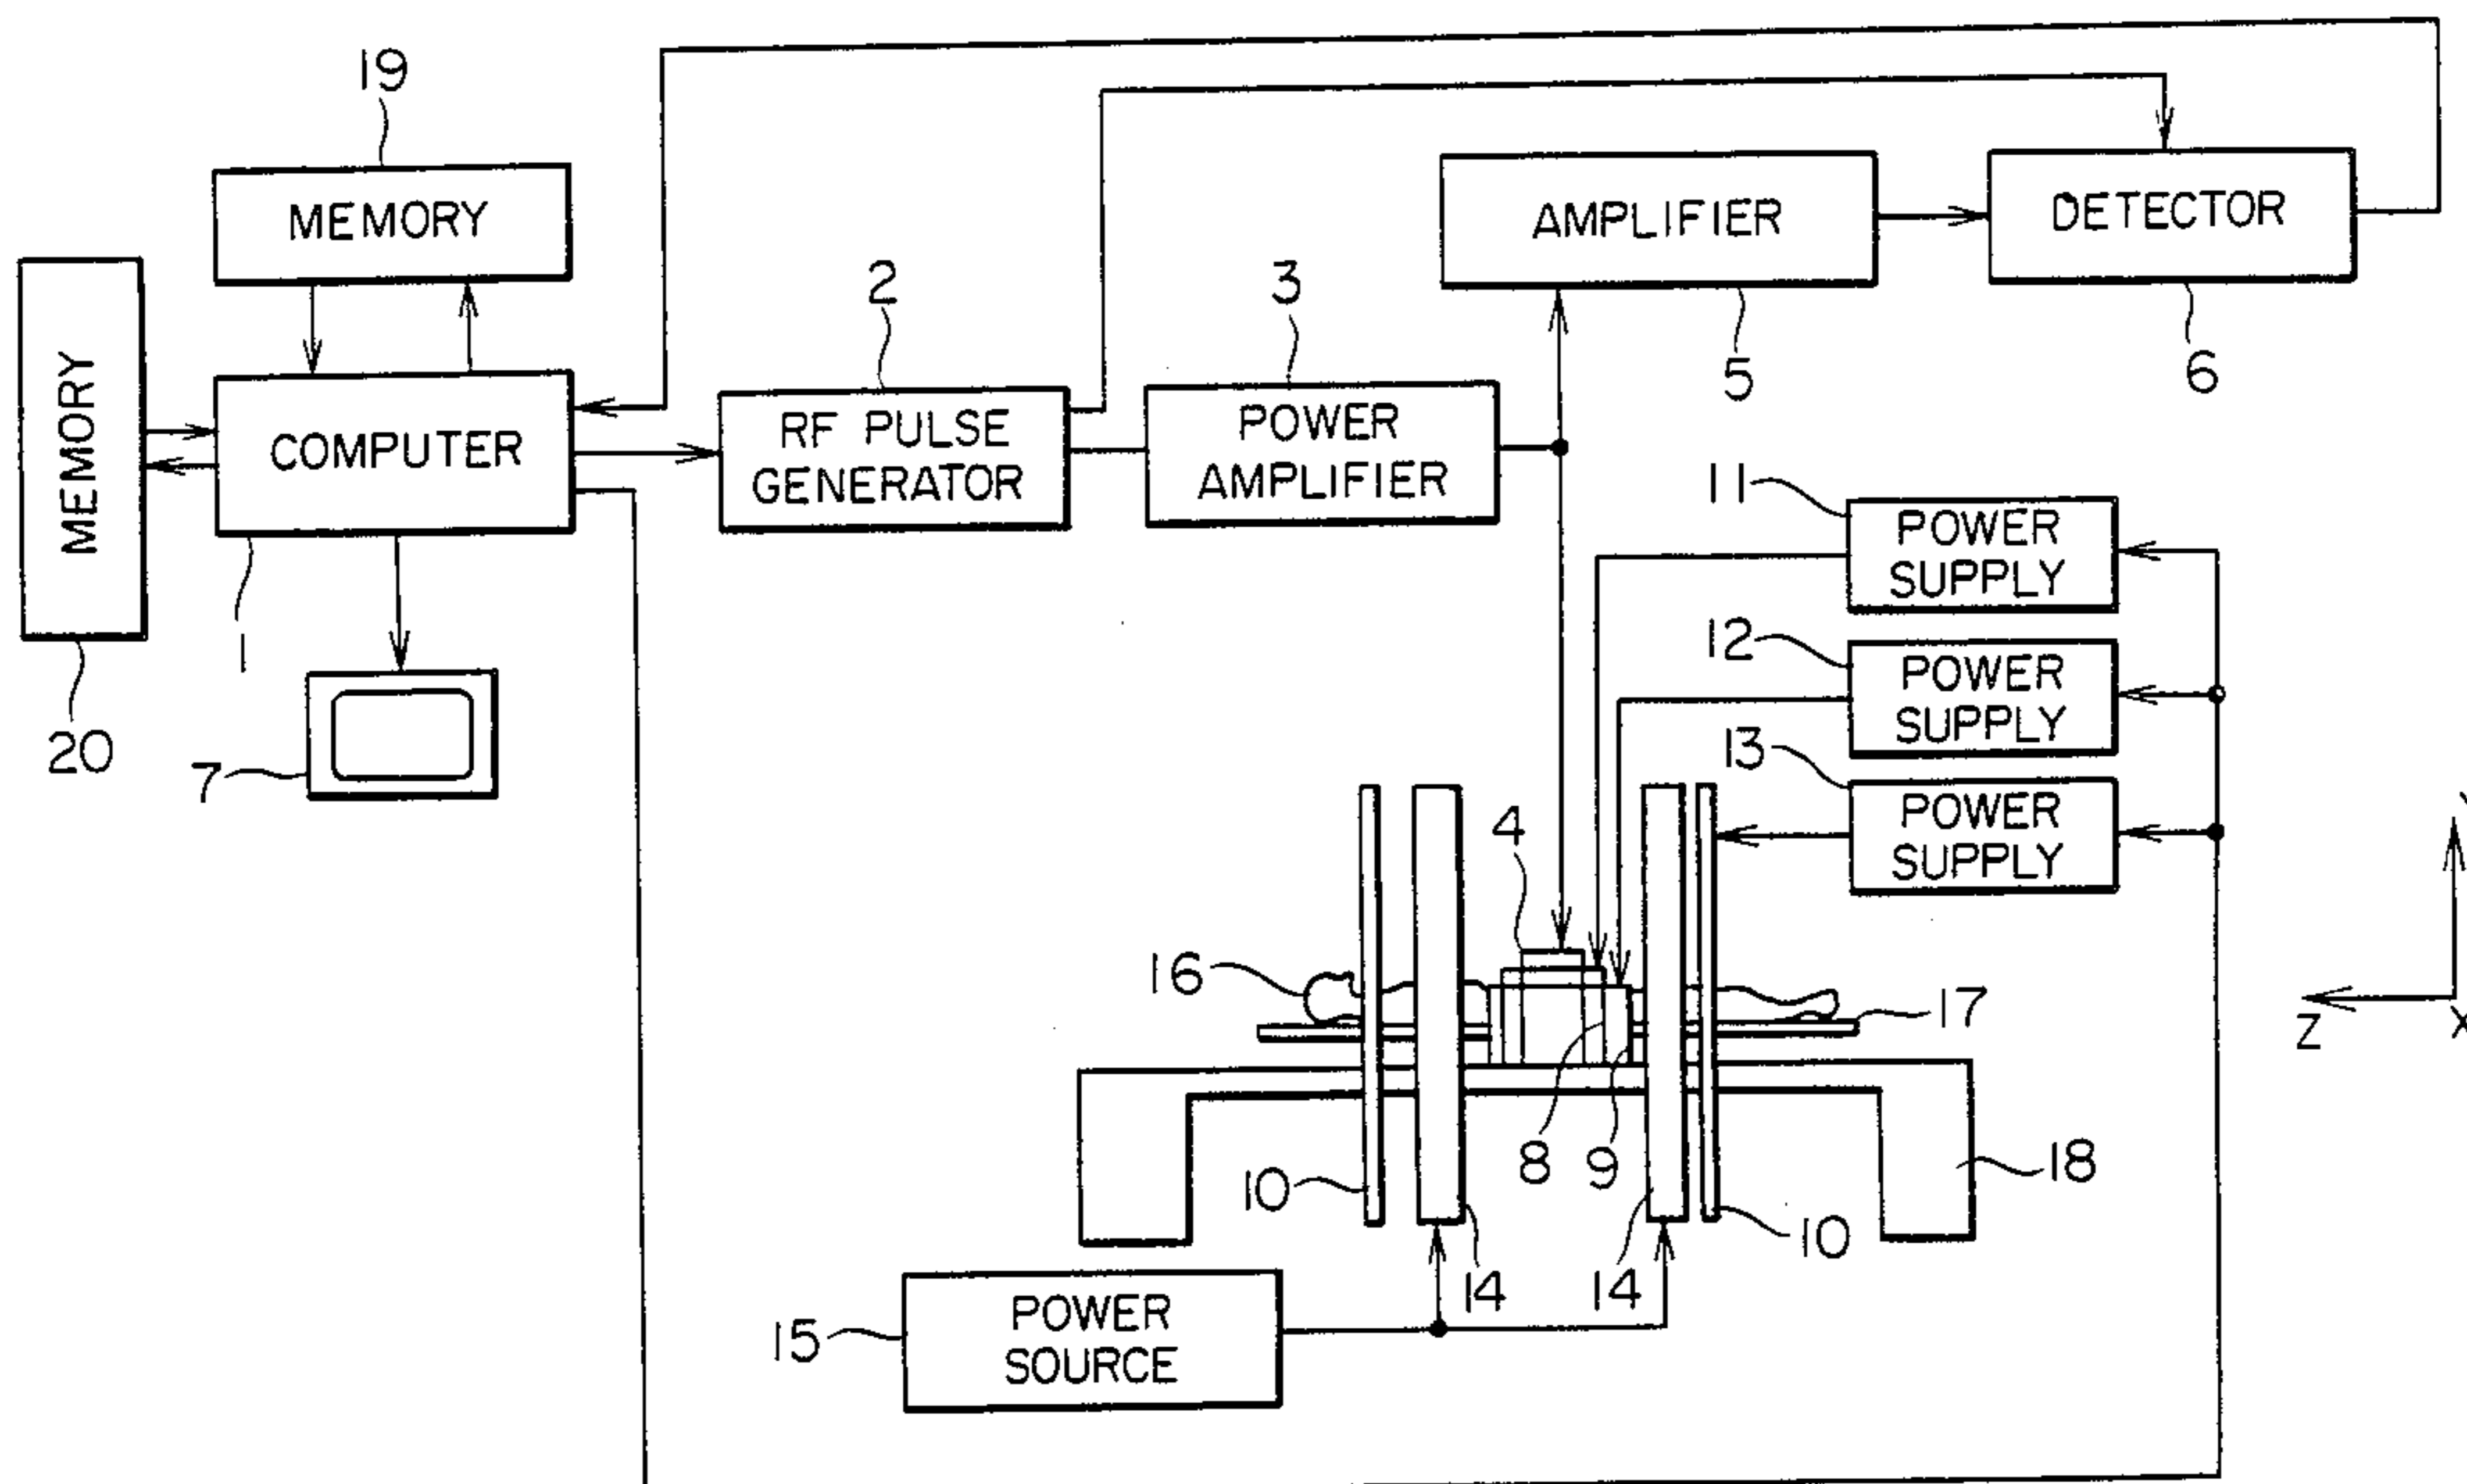 19
MEMORY
AMPLIFIER
DETECTOR
2
3
5
6
MEMORY
COMPUTER
RF PULSE
GENERATOR
POWER
AMPLIFIER
11
POWER
SUPPLY
1
20
7
12
POWER
SUPPLY
13
POWER
SUPPLY
4
16
17
Z
8
9
10
18
10
14
14
15
POWER
SOURCE